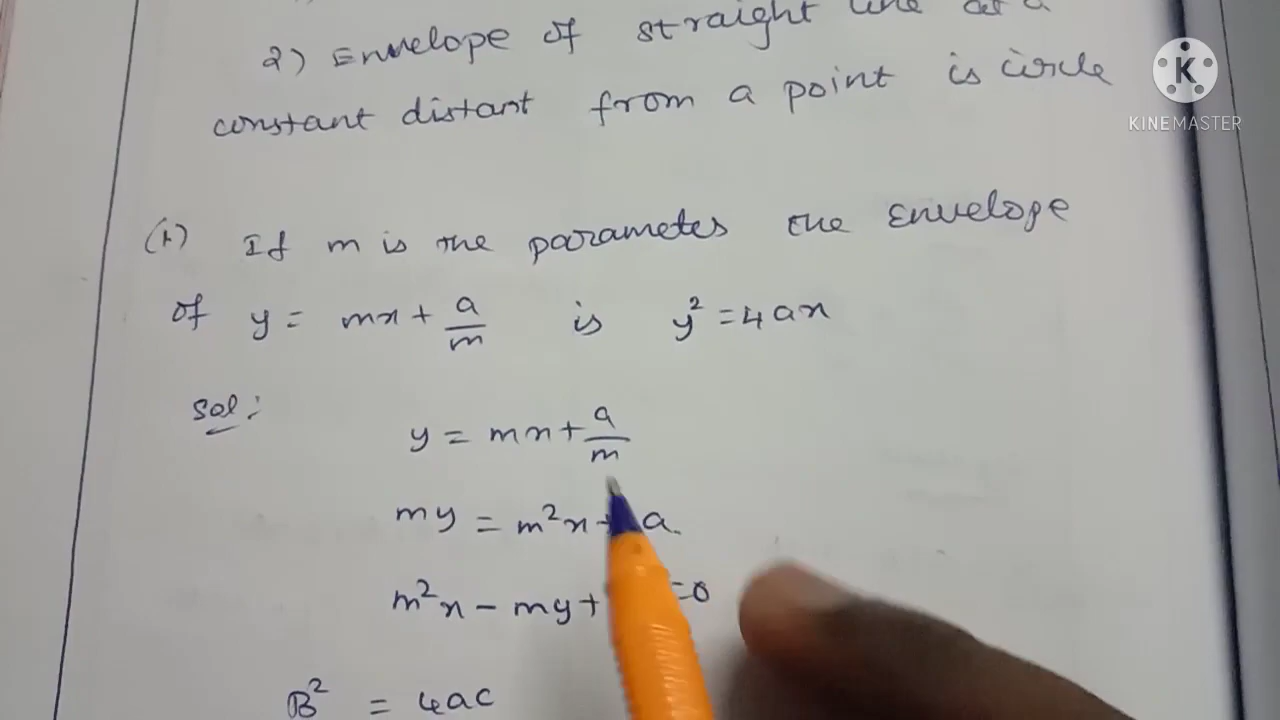 2) Envelope of straight line at a
constant distant from a point is circle
K
KINEMASTER
(1) If m is the parameter the Envelope
of y = mx + a/m is y² = 4ax
Sol:
y = mx + a/m
my = m²x + a
m²x - my + =0
B² = 4ac